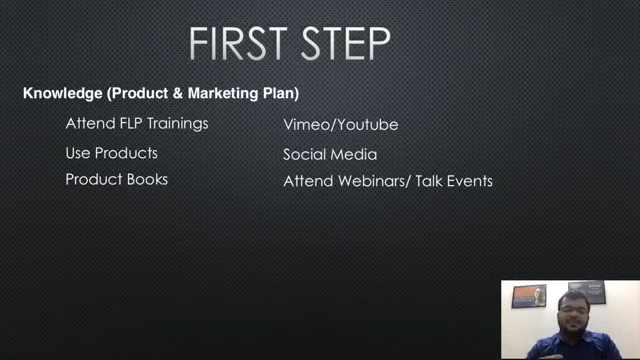 FIRST STEP
Knowledge (Product & Marketing Plan)
Attend FLP Trainings
Vimeo/Youtube
Use Products
Social Media
Product Books
Attend Webinars/ Talk Events